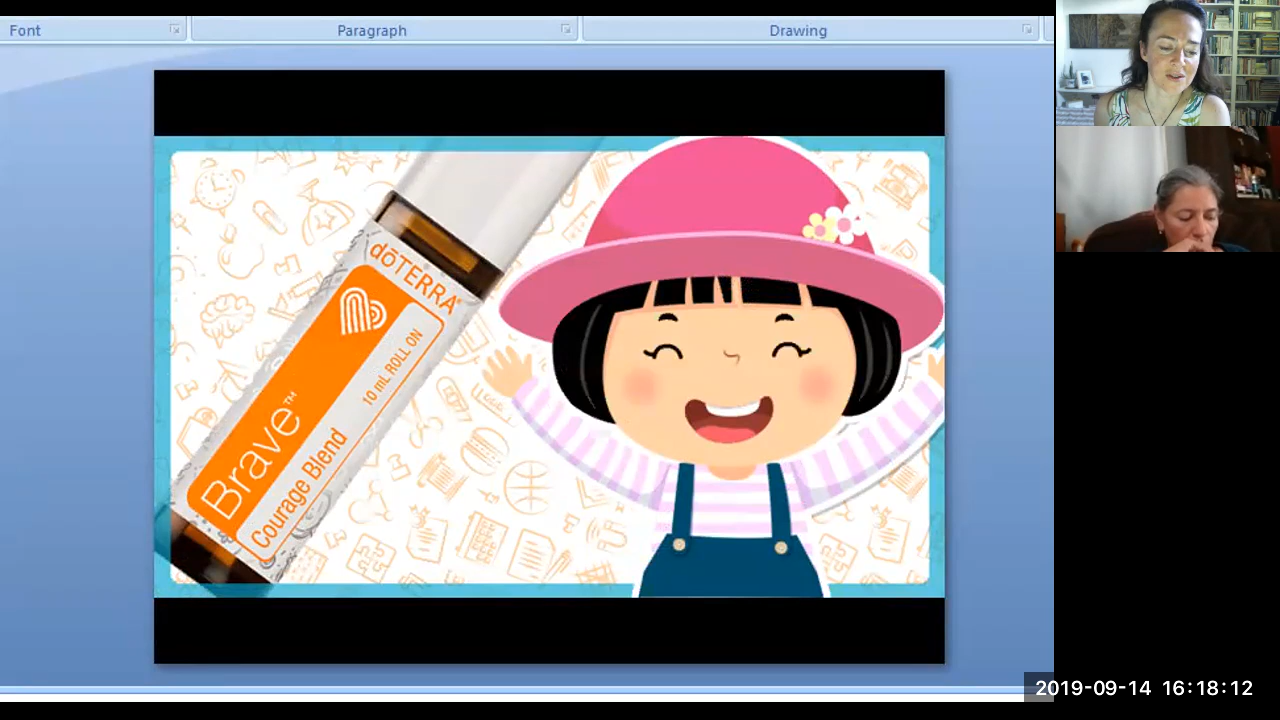 Font
Paragraph
Drawing
dōTERRA
Brave™
10 mL ROLL ON
Courage Blend
2019-09-14 16:18:12